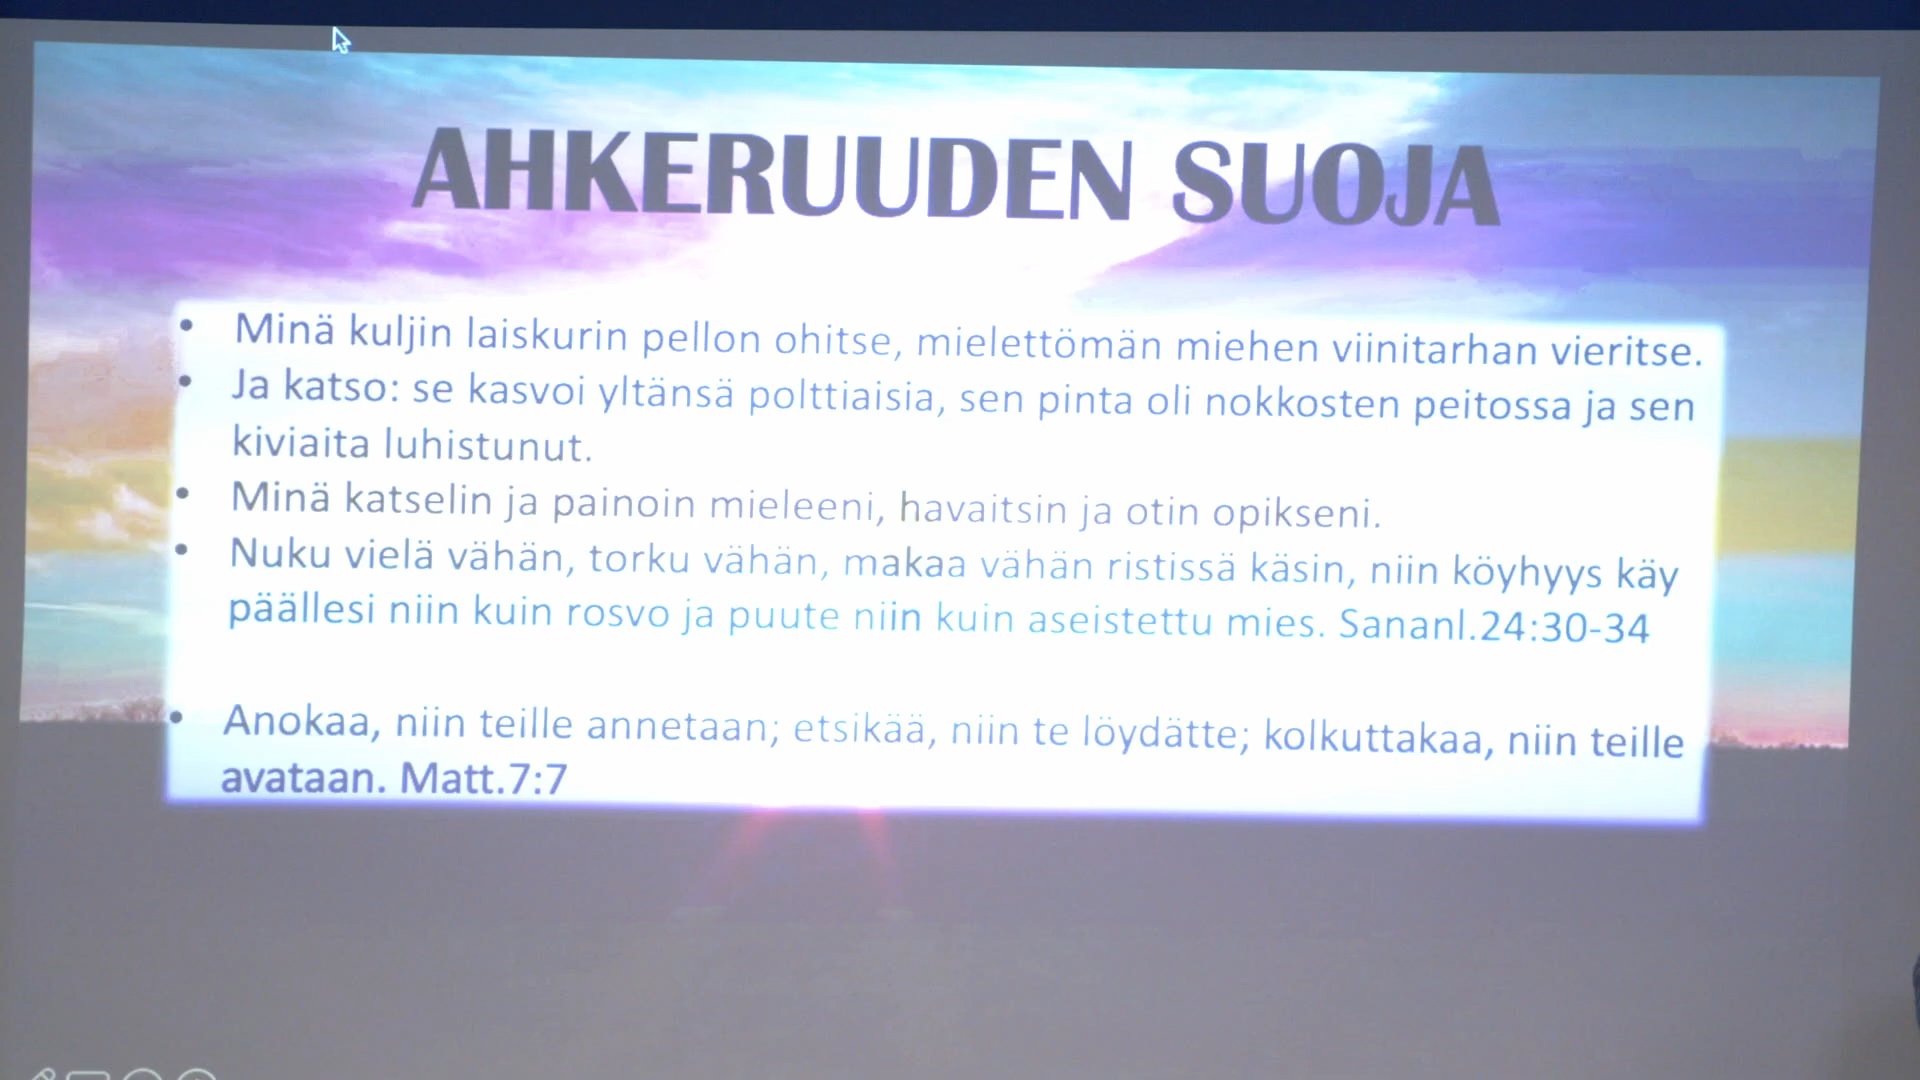 AHKERUUDEN SUOJA
• Minä kuljin laiskurin pellon ohitse, mielettömän miehen viinitarhan vieritse.
• Ja katso: se kasvoi yltänsä polttiaisia, sen pinta oli nokkosten peitossa ja sen
kiviaita luhistunut.
• Minä katselin ja painoin mieleeni, havaitsin ja otin opikseni.
• Nuku vielä vähän, torku vähän, makaa vähän ristissä käsin, niin köyhyys käy
päällesi niin kuin rosvo ja puute niin kuin aseistettu mies. Sananl.24:30-34
• Anokaa, niin teille annetaan; etsikää, niin te löydätte; kolkuttakaa, niin teille
avataan. Matt.7:7